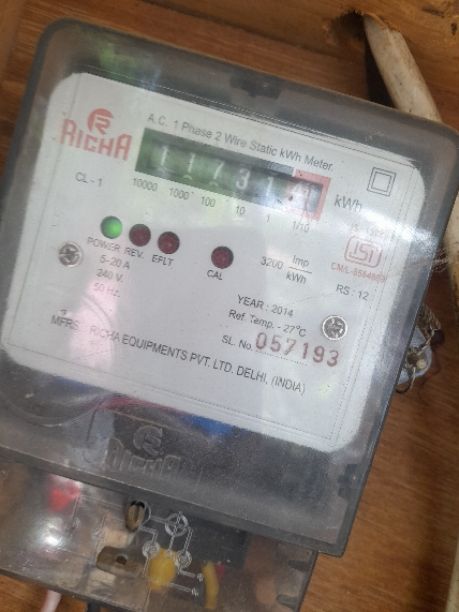 RICHA
A.C. 1 Phase 2 Wire Static kWh Meter.
kWh
CL-1
10000 1000 100 10 1 1/10
POWER REV. EFLT
CAL
3200 Imp/kWh
5-20 A
240 V.
50 Hz.
RS : 12
YEAR : 2014
Ref. Temp. - 27°C
SL. No. 057193
MFRS. : RICHA EQUIPMENTS PVT. LTD. DELHI, (INDIA)
RICHA